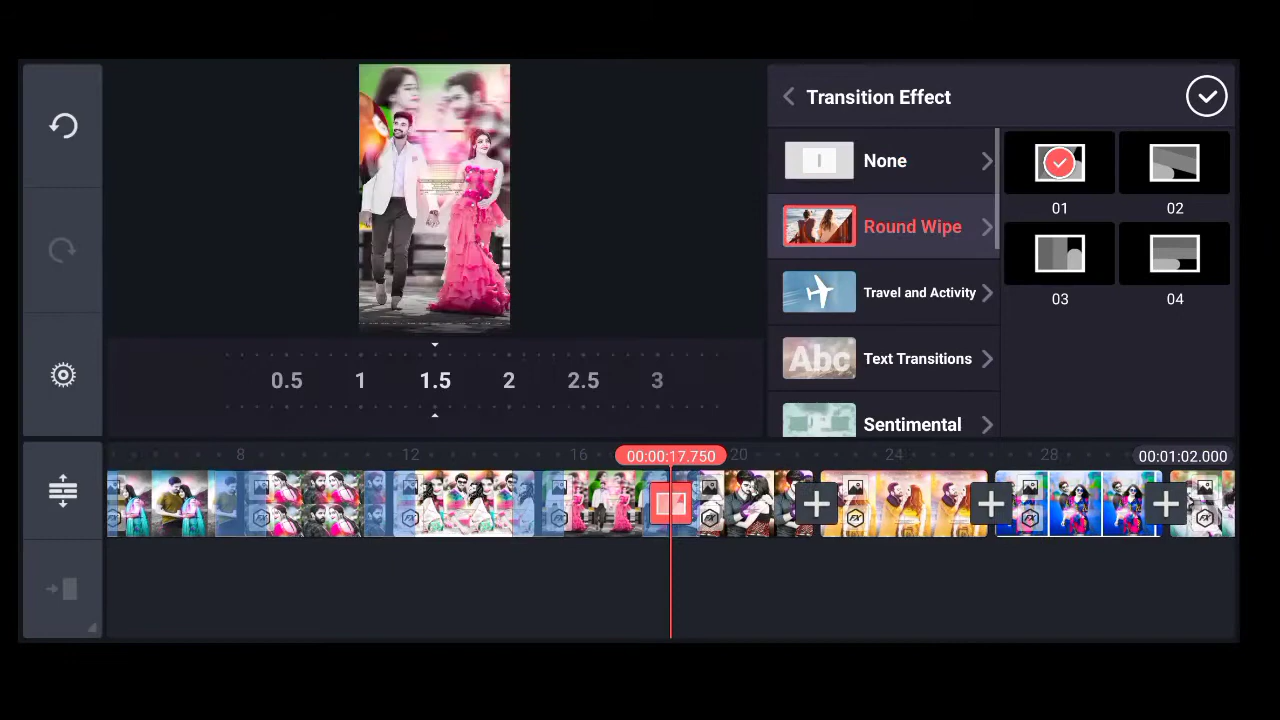 Transition Effect
None
Round Wipe
Travel and Activity
Abc
Text Transitions
Sentimental
01
02
03
04
0.5
1
1.5
2
2.5
3
8
12
16
00:00:17.750
20
24
28
00:01:02.000